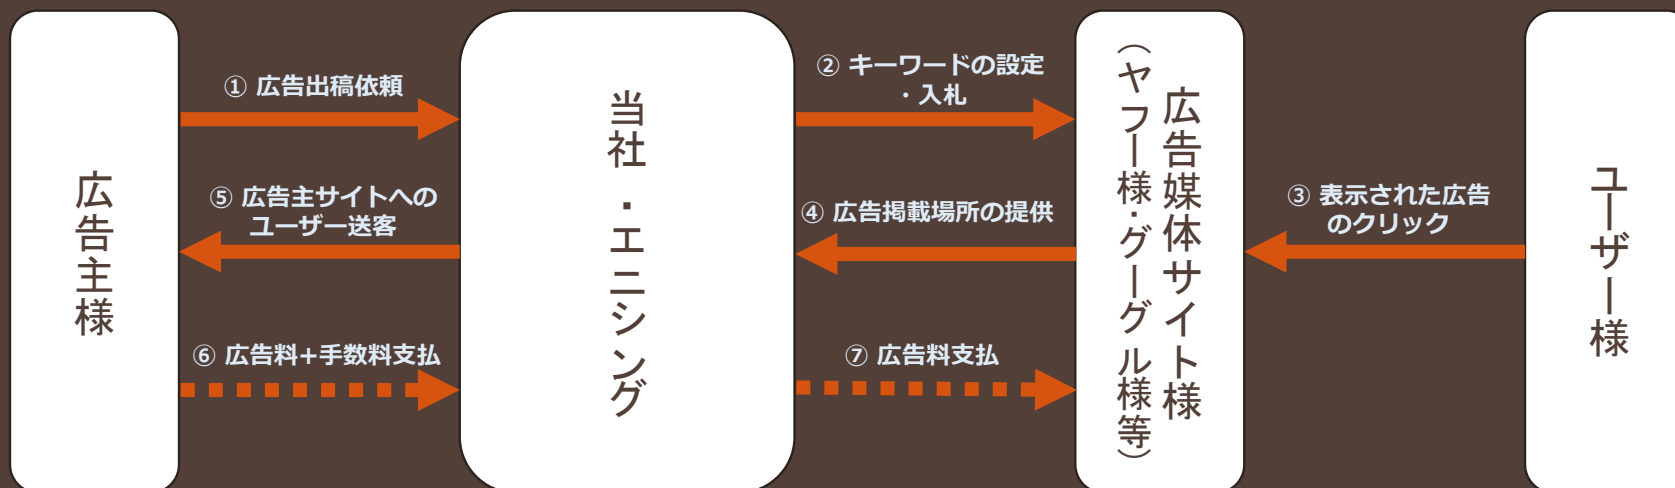 広告主様
① 広告出稿依頼
⑤ 広告主サイトへの
ユーザー送客
⑥ 広告料+手数料支払
当社・エニシング
② キーワードの設定
・入札
④ 広告掲載場所の提供
⑦ 広告料支払
広告媒体サイト様
（ヤフー様・グーグル様等）
③ 表示された広告
のクリック
ユーザー様